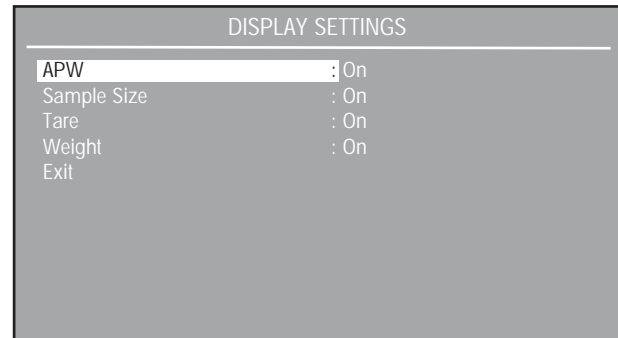 DISPLAY SETTINGS
APW : On
Sample Size : On
Tare : On
Weight : On
Exit